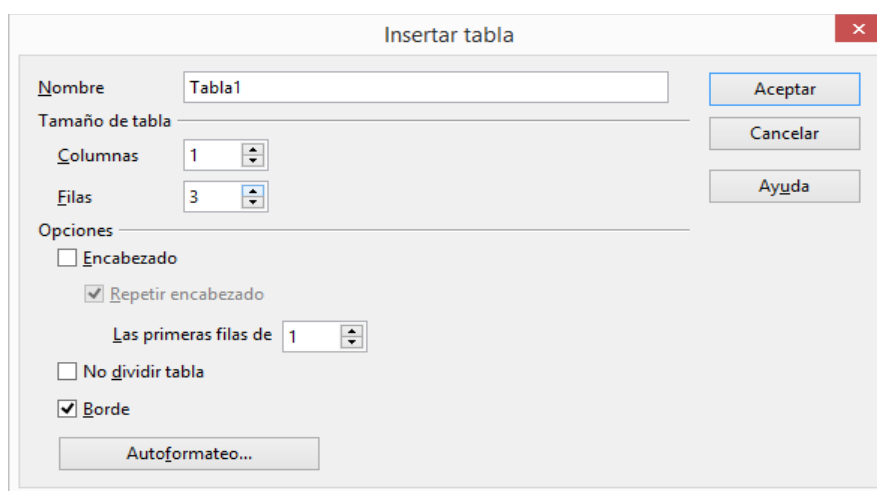 Insertar tabla
Nombre Tabla1
Aceptar
Tamaño de tabla
Cancelar
Columnas 1
Filas 3
Ayuda
Opciones
Encabezado
Repetir encabezado
Las primeras filas de 1
No dividir tabla
Borde
Autoformateo...